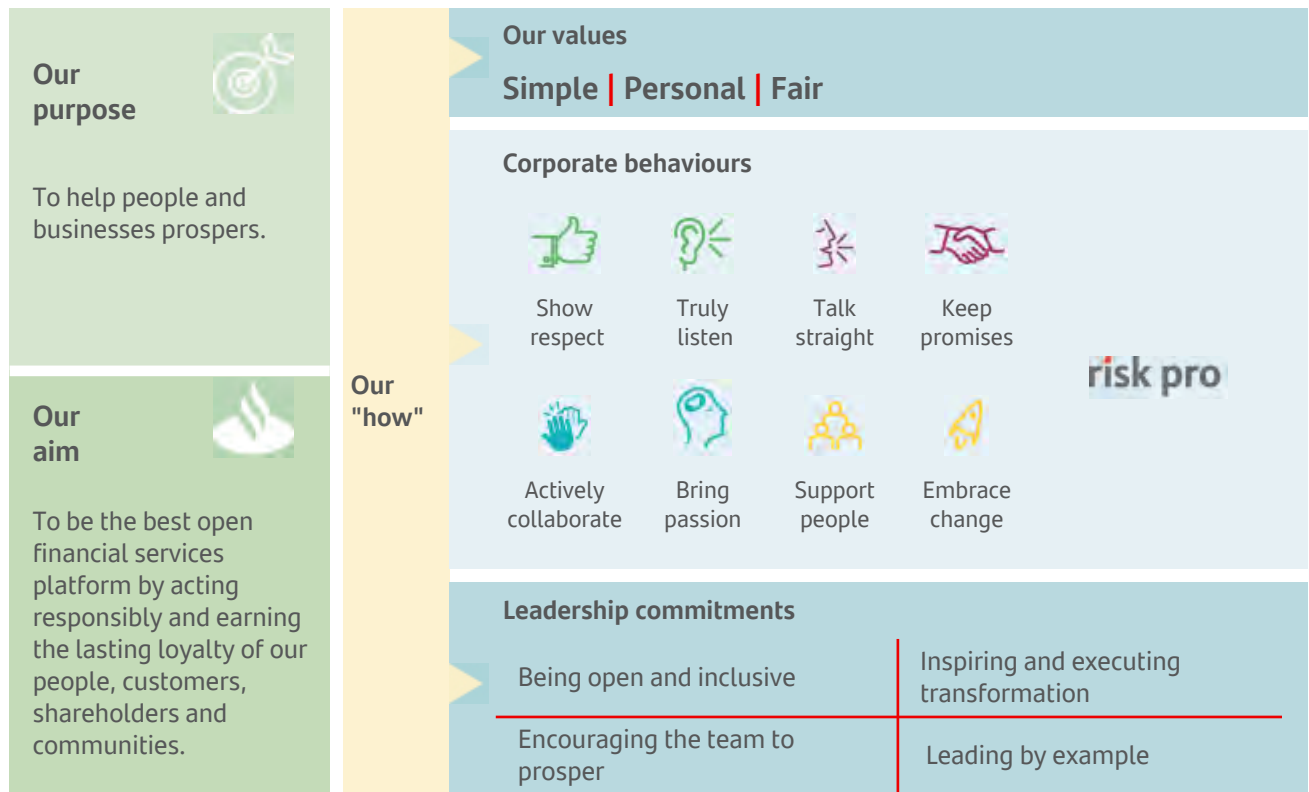 Our
purpose
To help people and
businesses prospers.
Our
aim
To be the best open
financial services
platform by acting
responsibly and earning
the lasting loyalty of our
people, customers,
shareholders and
communities.
Our
"how"
Our values
Simple | Personal | Fair
Corporate behaviours
Show
respect
Truly
listen
Talk
straight
Keep
promises
Actively
collaborate
Bring
passion
Support
people
Embrace
change
risk pro
Leadership commitments
Being open and inclusive
Inspiring and executing
transformation
Encouraging the team to
prosper
Leading by example